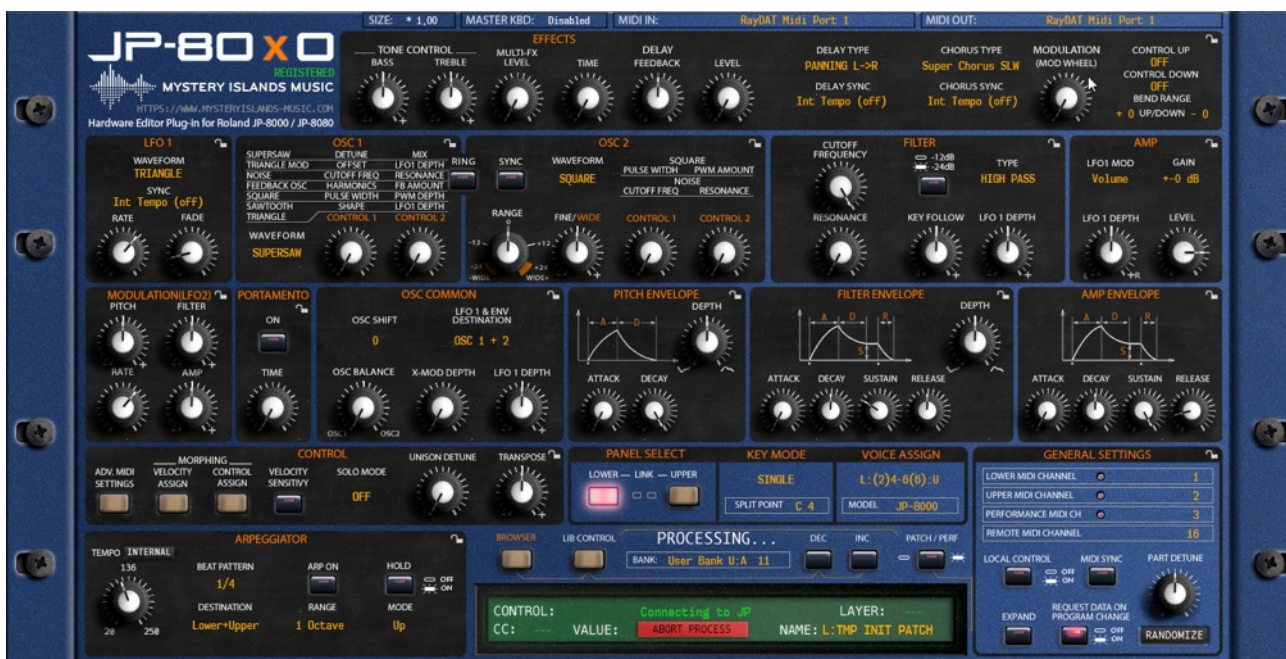 SIZE: * 1,00 MASTER KBD: Disabled MIDI IN: RayDAT Midi Port 1 MIDI OUT: RayDAT Midi Port 1
JP-80x0
REGISTERED
MYSTERY ISLANDS MUSIC
HTTPS://WWW.MYSTERYISLANDS-MUSIC.COM
Hardware Editor Plug-In for Roland JP-8000 / JP-8080
EFFECTS
TONE CONTROL
BASS TREBLE
MULTI-FX
LEVEL
TIME
DELAY
FEEDBACK
LEVEL
DELAY TYPE
PANNING L->R
DELAY SYNC
Int Tempo (off)
CHORUS TYPE
Super Chorus SLW
CHORUS SYNC
Int Tempo (off)
MODULATION
(MOD WHEEL)
CONTROL UP
OFF
CONTROL DOWN
OFF
BEND RANGE
+ 0 UP/DOWN - 0
LFO 1
WAVEFORM
TRIANGLE
SYNC
Int Tempo (off)
RATE FADE
OSC 1
SUPERSAW DETUNE MIX
TRIANGLE MOD OFFSET LFO1 DEPTH
NOISE CUTOFF FREQ RESONANCE
FEEDBACK OSC HARMONICS FB AMOUNT
SQUARE PULSE WIDTH PWM DEPTH
SAWTOOTH SHAPE LFO1 DEPTH
TRIANGLE CONTROL 1 CONTROL 2
WAVEFORM
SUPERSAW
OSC 2
RING SYNC
WAVEFORM
SQUARE
SQUARE
PULSE WITDH PWM AMOUNT
NOISE
CUTOFF FREQ RESONANCE
RANGE
0
-12 +12
-24 +24
-WIDE WIDE+
FINE/WIDE
CONTROL 1 CONTROL 2
FILTER
CUTOFF
FREQUENCY
-12dB
-24dB
TYPE
HIGH PASS
RESONANCE KEY FOLLOW LFO 1 DEPTH
AMP
LFO1 MOD GAIN
Volume +-0 dB
LFO 1 DEPTH LEVEL
L +R
MODULATION(LFO2)
PITCH FILTER
RATE AMP
PORTAMENTO
ON
TIME
OSC COMMON
OSC SHIFT
0
LFO 1 & ENV
DESTINATION
OSC 1 + 2
OSC BALANCE X-MOD DEPTH LFO 1 DEPTH
OSC1 OSC2
PITCH ENVELOPE
A D
DEPTH
ATTACK DECAY
FILTER ENVELOPE
A D R
S
DEPTH
ATTACK DECAY SUSTAIN RELEASE
AMP ENVELOPE
A D R
S
ATTACK DECAY SUSTAIN RELEASE
CONTROL
MORPHING
ADV. MIDI
SETTINGS
VELOCITY
ASSIGN
CONTROL
ASSIGN
VELOCITY
SENSITIVY
SOLO MODE
OFF
UNISON DETUNE TRANSPOSE
PANEL SELECT
LOWER — LINK — UPPER
KEY MODE
SINGLE
SPLIT POINT C 4
VOICE ASSIGN
L:(2)4-6(6):U
MODEL JP-8000
GENERAL SETTINGS
LOWER MIDI CHANNEL 1
UPPER MIDI CHANNEL 2
PERFORMANCE MIDI CH 3
REMOTE MIDI CHANNEL 16
LOCAL CONTROL
OFF
ON
MIDI SYNC
PART DETUNE
EXPAND
REQUEST DATA ON
PROGRAM CHANGE
OFF
ON
RANDOMIZE
ARPEGGIATOR
TEMPO INTERNAL
136
20 250
BEAT PATTERN
1/4
DESTINATION
Lower+Upper
ARP ON
RANGE
1 Octave
HOLD
OFF
ON
MODE
Up
BROWSER LIB CONTROL
PROCESSING...
BANK: User Bank U:A 11
DEC INC PATCH / PERF
CONTROL: Connecting to JP LAYER: ---
CC: --- VALUE: ABORT PROCESS NAME: L:TMP INIT PATCH